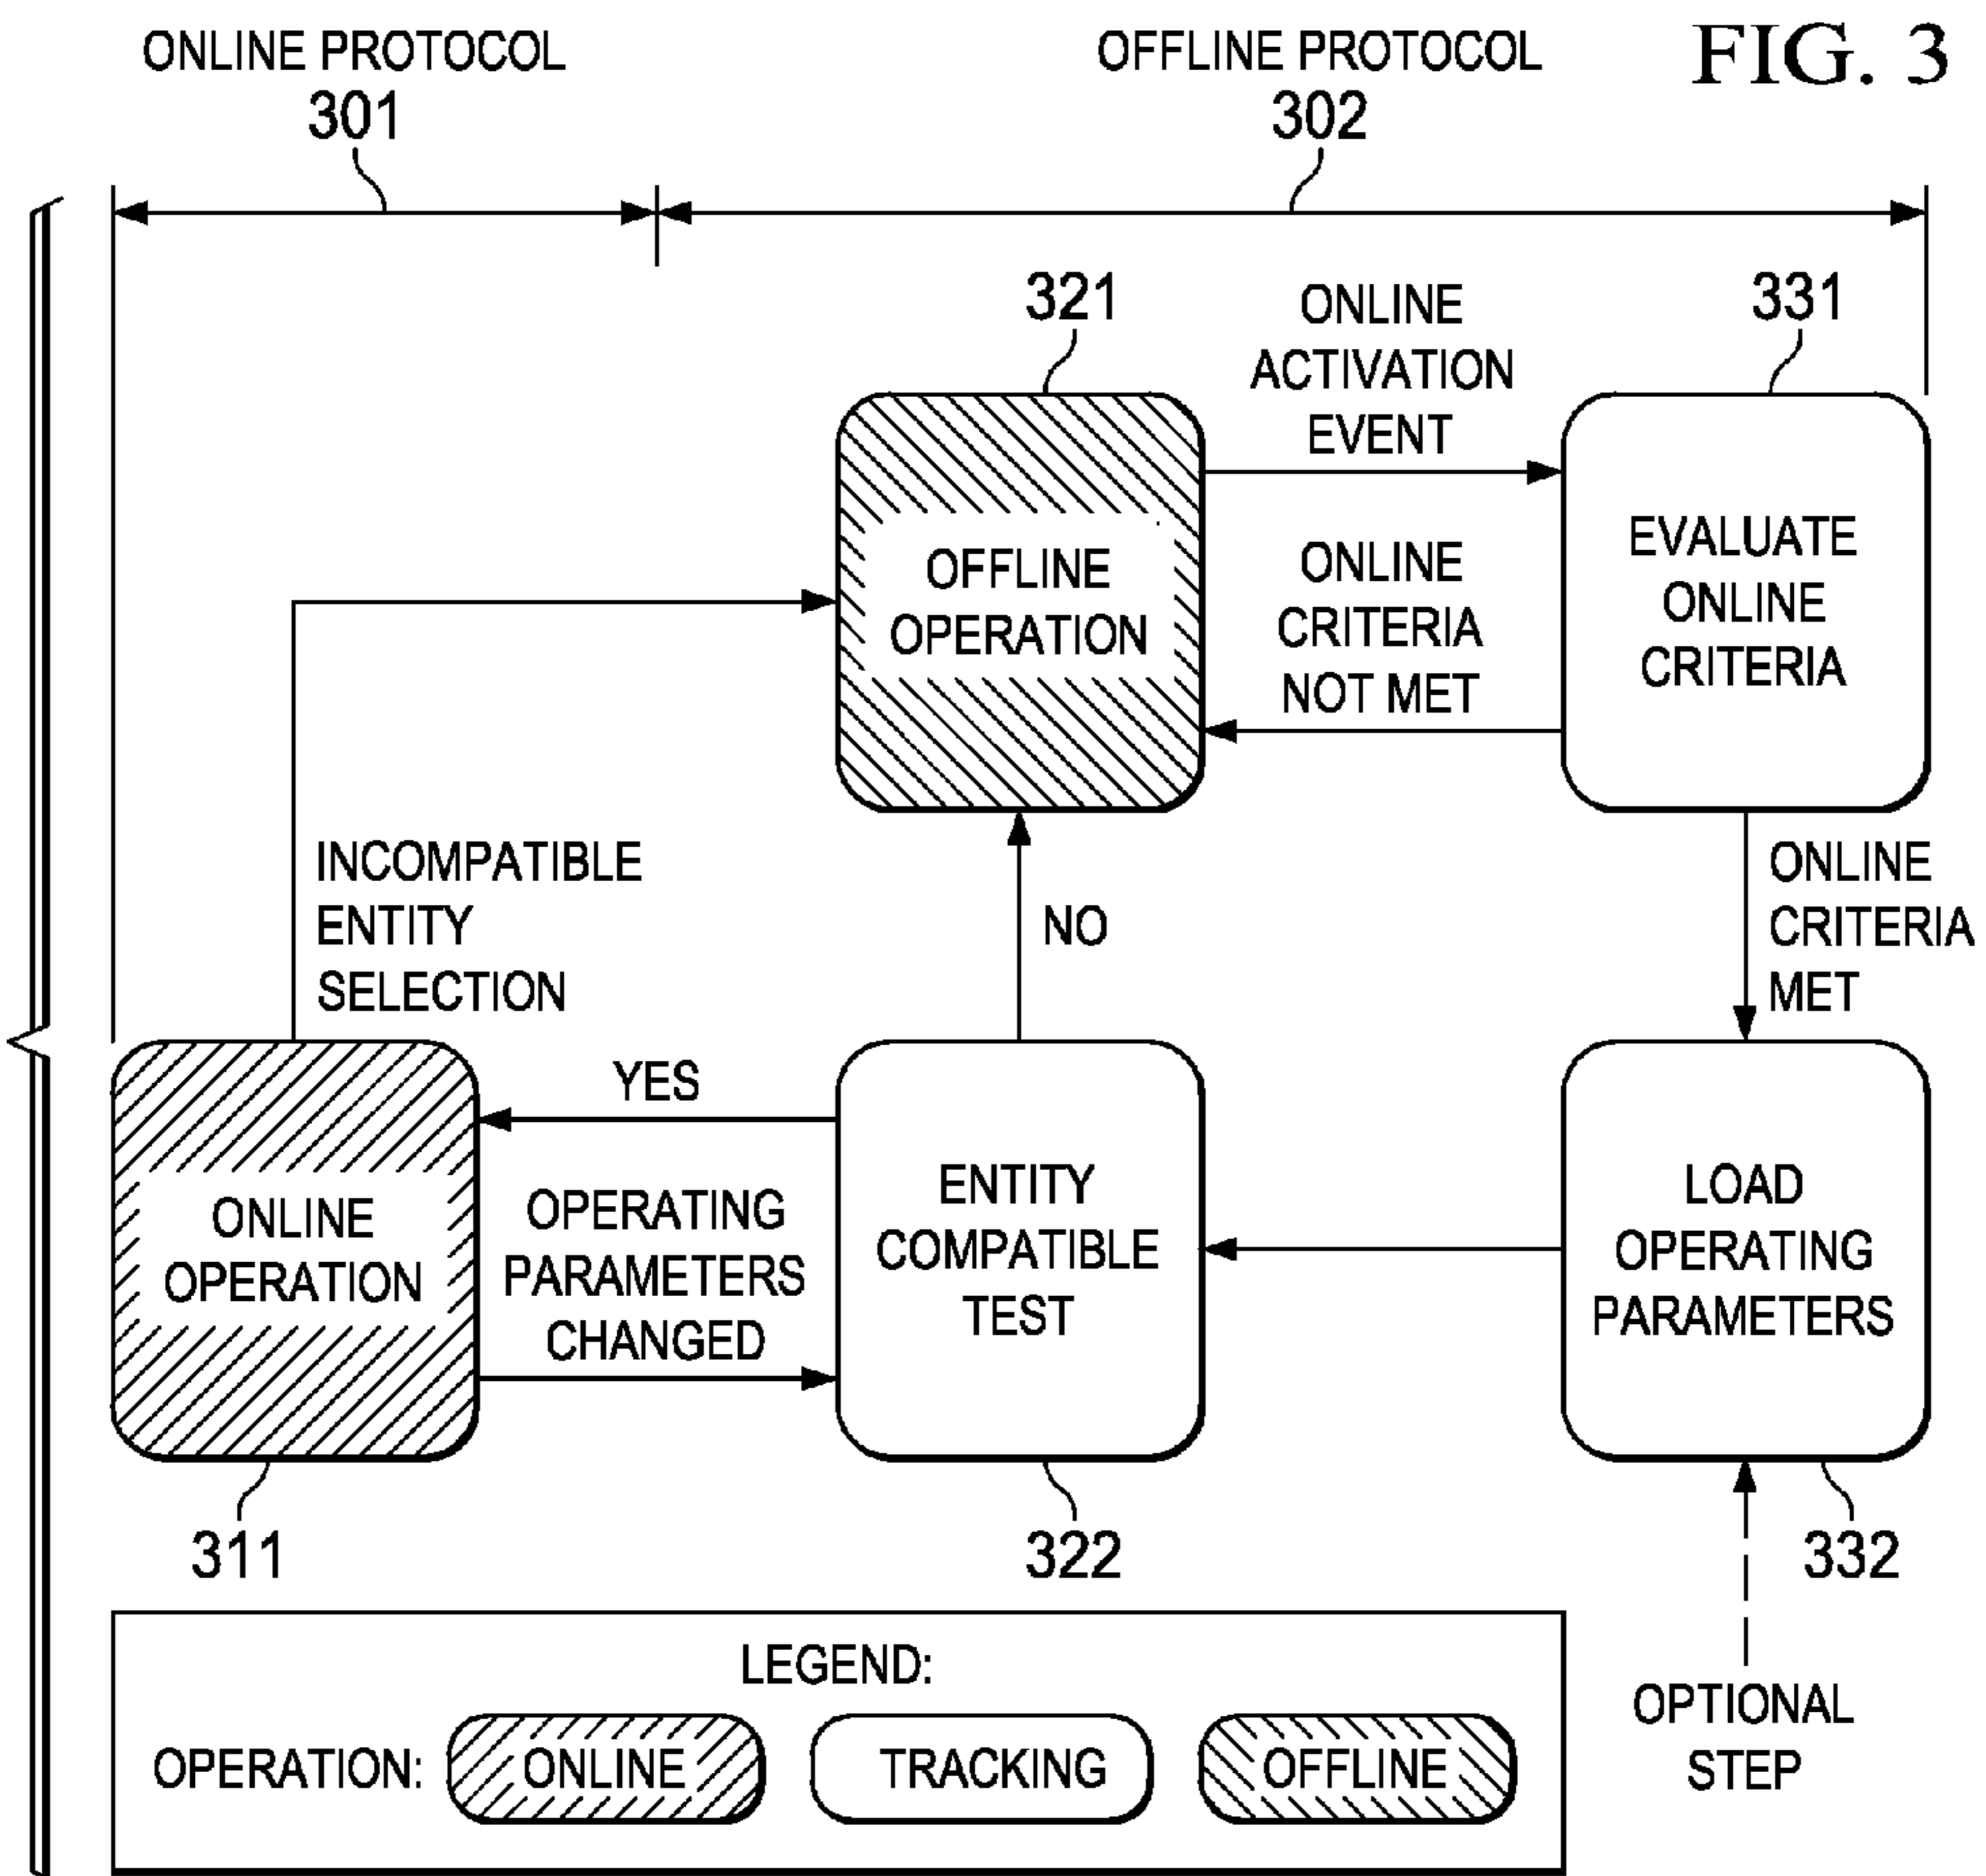 FIG. 3
ONLINE PROTOCOL
301
OFFLINE PROTOCOL
302
321
ONLINE
ACTIVATION
EVENT
331
OFFLINE
OPERATION
ONLINE
CRITERIA
NOT MET
EVALUATE
ONLINE
CRITERIA
INCOMPATIBLE
ENTITY
SELECTION
NO
ONLINE
CRITERIA
MET
YES
ONLINE
OPERATION
OPERATING
PARAMETERS
CHANGED
ENTITY
COMPATIBLE
TEST
LOAD
OPERATING
PARAMETERS
311
322
332
LEGEND:
OPERATION:
ONLINE
TRACKING
OFFLINE
OPTIONAL
STEP